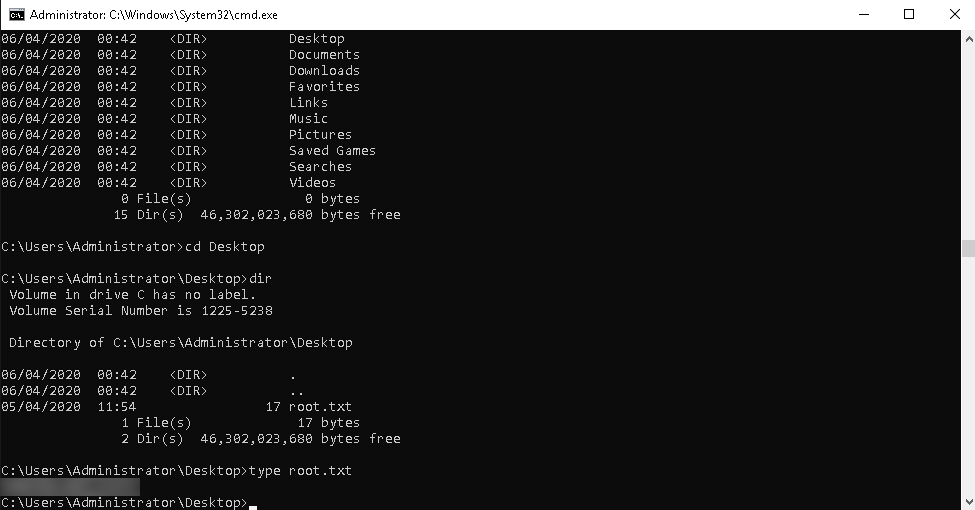 Administrator: C:\Windows\System32\cmd.exe
06/04/2020  00:42    <DIR>          Desktop
06/04/2020  00:42    <DIR>          Documents
06/04/2020  00:42    <DIR>          Downloads
06/04/2020  00:42    <DIR>          Favorites
06/04/2020  00:42    <DIR>          Links
06/04/2020  00:42    <DIR>          Music
06/04/2020  00:42    <DIR>          Pictures
06/04/2020  00:42    <DIR>          Saved Games
06/04/2020  00:42    <DIR>          Searches
06/04/2020  00:42    <DIR>          Videos
               0 File(s)              0 bytes
              15 Dir(s)  46,302,023,680 bytes free
C:\Users\Administrator>cd Desktop
C:\Users\Administrator\Desktop>dir
 Volume in drive C has no label.
 Volume Serial Number is 1225-5238
 Directory of C:\Users\Administrator\Desktop
06/04/2020  00:42    <DIR>          .
06/04/2020  00:42    <DIR>          ..
05/04/2020  11:54                17 root.txt
               1 File(s)             17 bytes
               2 Dir(s)  46,302,023,680 bytes free
C:\Users\Administrator\Desktop>type root.txt
C:\Users\Administrator\Desktop>